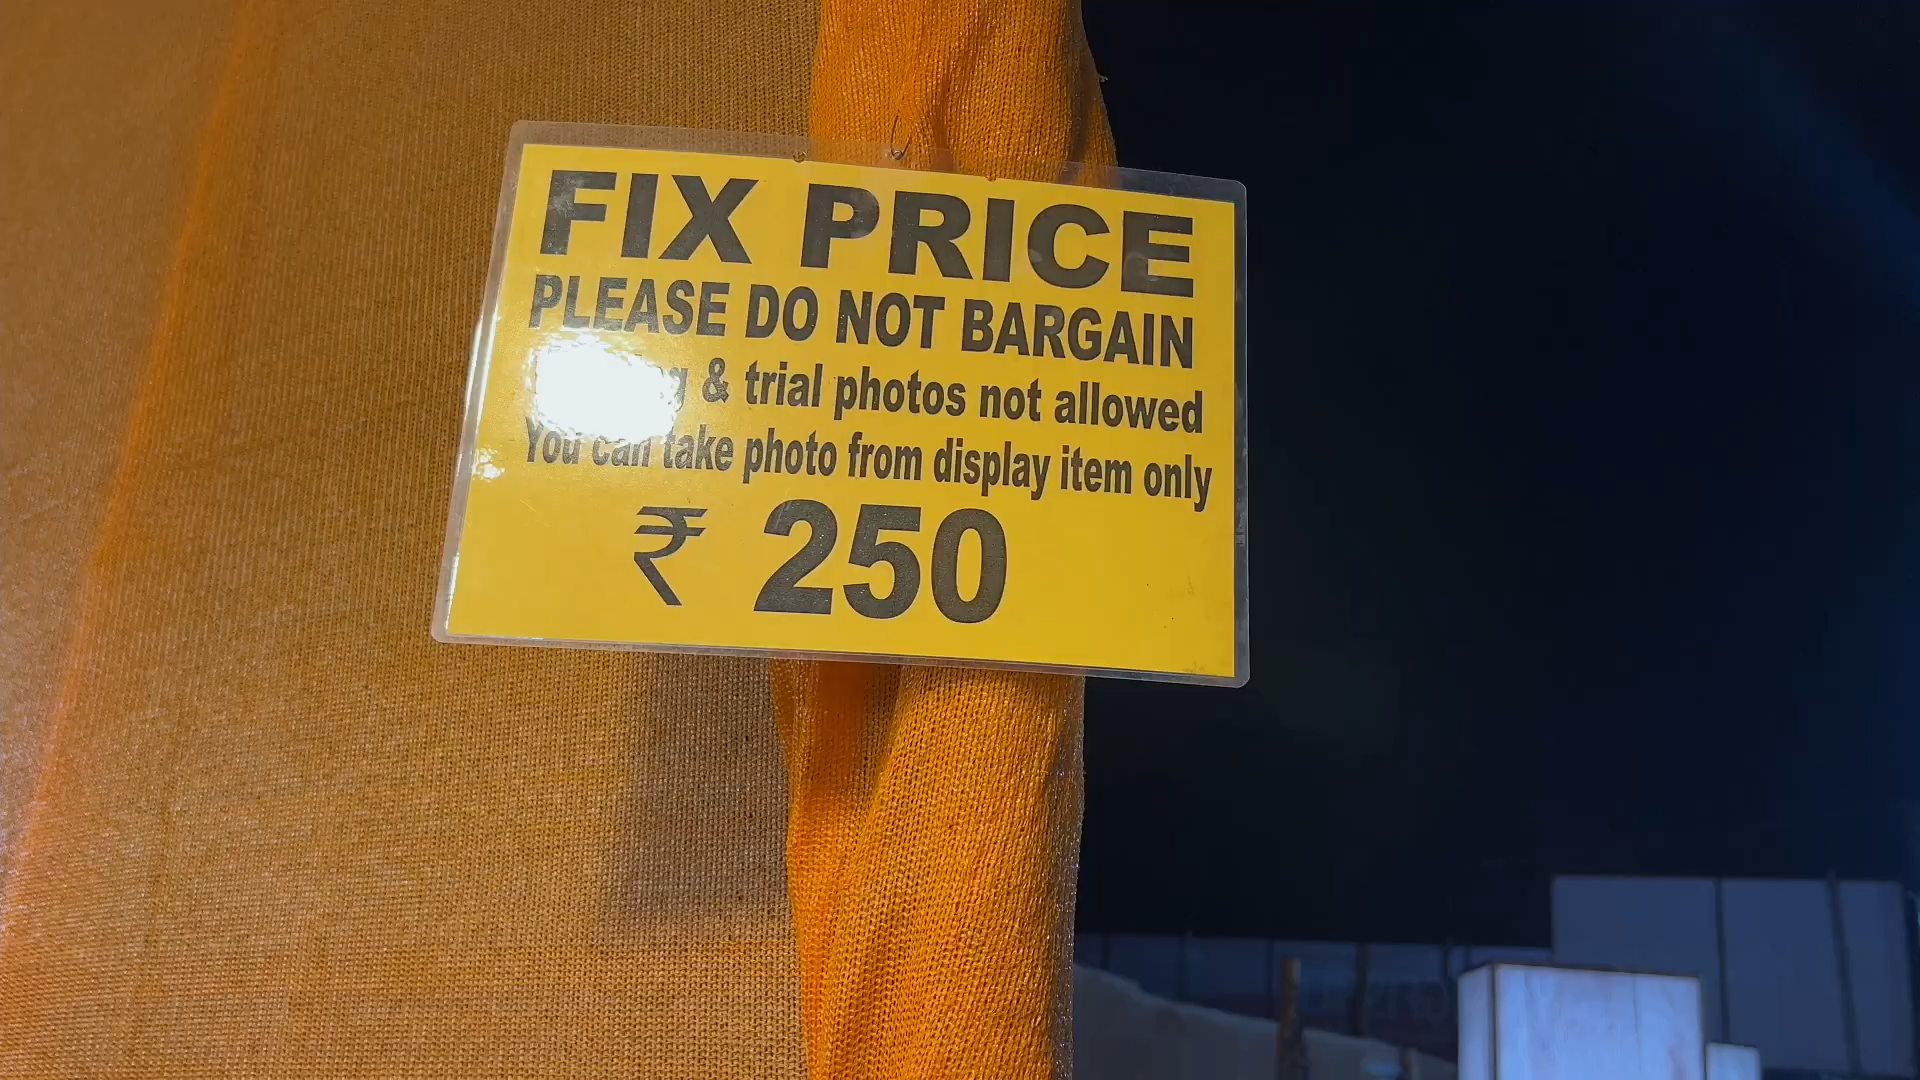 FIX PRICE
PLEASE DO NOT BARGAIN
& trial photos not allowed
You can take photo from display item only
₹ 250